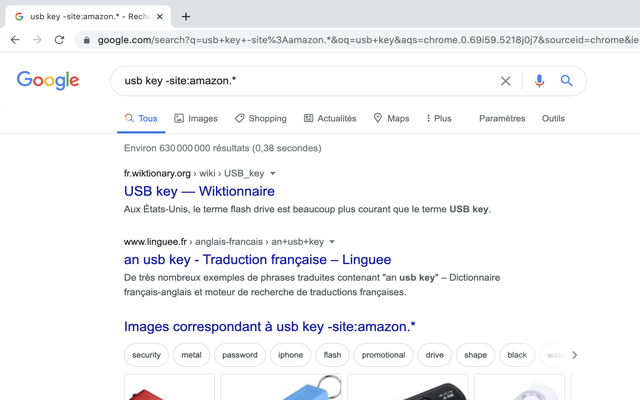 usb key -site:amazon.* - Reche
google.com/search?q=usb+key+-site%3Aamazon.*&oq=usb+key&aqs=chrome.0.69i59.5218j0j7&sourceid=chrome&ie
Google
usb key -site:amazon.*
Tous Images Shopping Actualités Maps Plus Paramètres Outils
Environ 630 000 000 résultats (0,38 secondes)
fr.wiktionary.org › wiki › USB_key
USB key — Wiktionnaire
Aux États-Unis, le terme flash drive est beaucoup plus courant que le terme USB key.
www.linguee.fr › anglais-francais › an+usb+key
an usb key - Traduction française – Linguee
De très nombreux exemples de phrases traduites contenant "an usb key" – Dictionnaire
français-anglais et moteur de recherche de traductions françaises.
Images correspondant à usb key -site:amazon.*
security metal password iphone flash promotional drive shape black